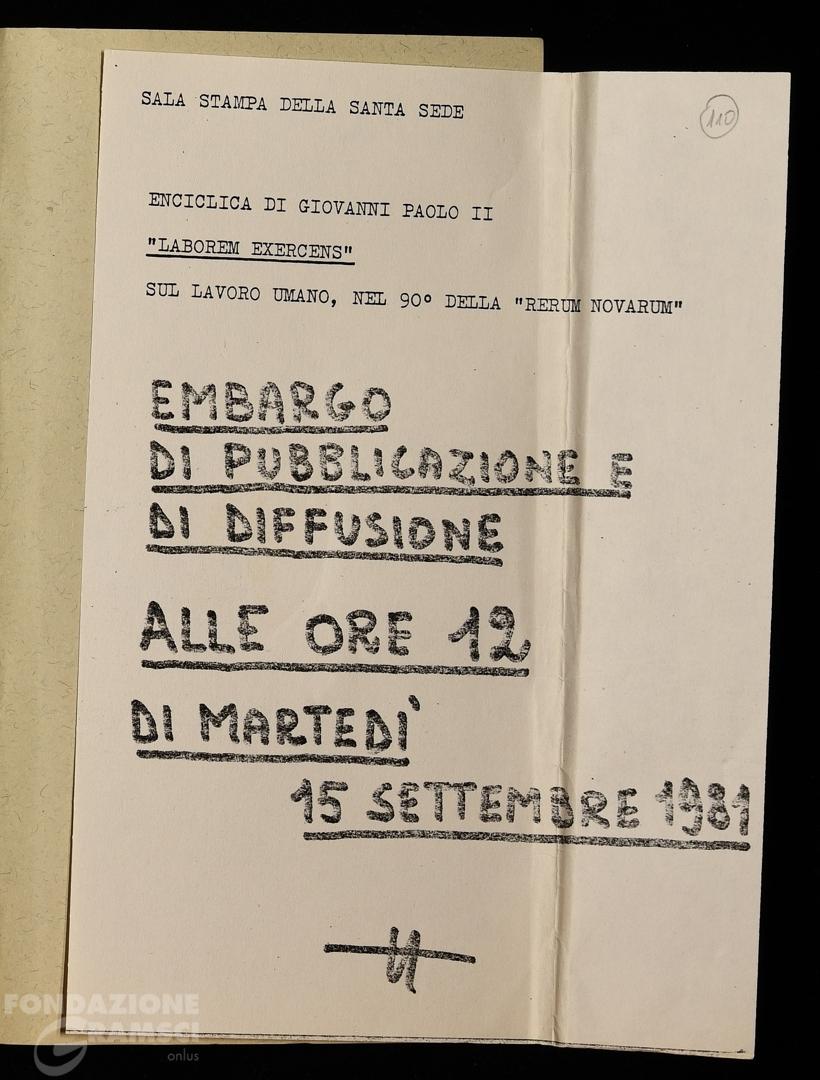 SALA STAMPA DELLA SANTA SEDE
110
ENCICLICA DI GIOVANNI PAOLO II
"LABOREM EXERCENS"
SUL LAVORO UMANO, NEL 90° DELLA "RERUM NOVARUM"
EMBARGO
DI PUBBLICAZIONE E
DI DIFFUSIONE
ALLE ORE 12
DI MARTEDÌ
15 SETTEMBRE 1981
FONDAZIONE
GRAMSCI
onlus